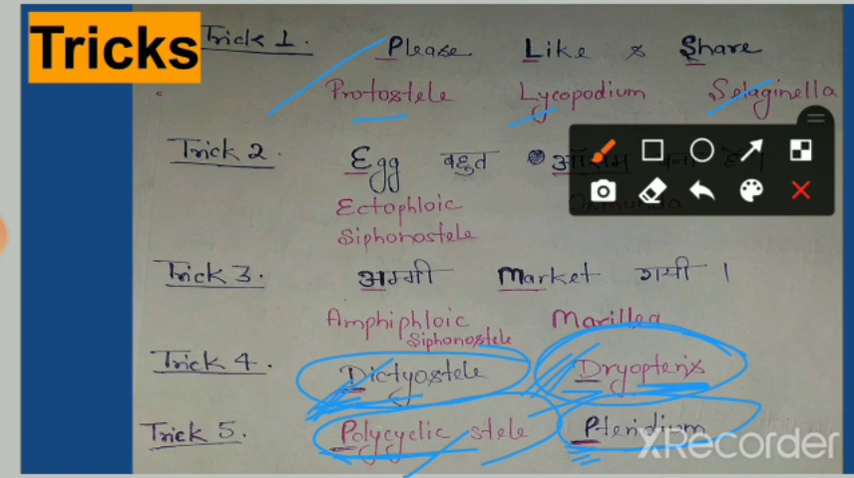 Tricks
Trick 1. Please Like & Share
Protostele Lycopodium Selaginella
Trick 2. Egg बहुत
Ectophloic
Siphonostele
Trick 3. अम्मी Market गयी ।
Amphiphloic Marillea
Siphonostele
Trick 4. Dictyostele Dryopteris
Trick 5. Polycyclic stele Pteridium
XRecorder